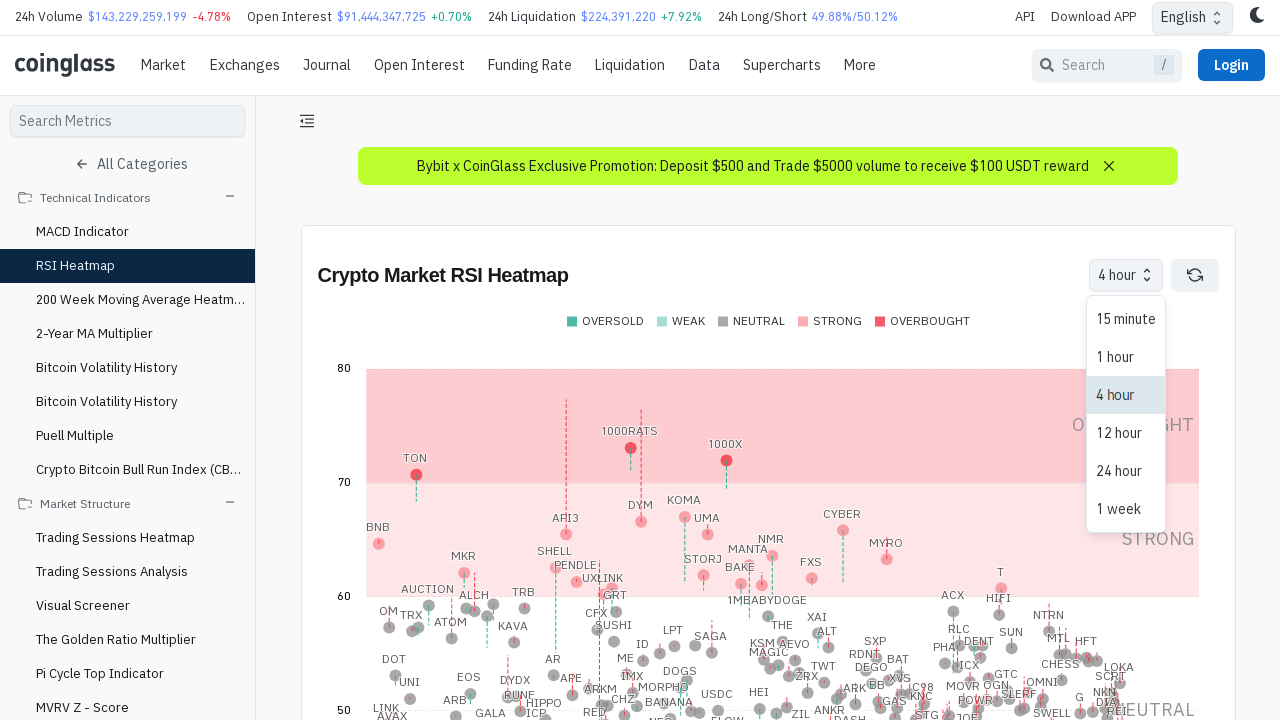 24h Volume $143,229,259,199 -4.78% Open Interest $91,444,347,725 +0.70% 24h Liquidation $224,391,220 +7.92% 24h Long/Short 49.88%/50.12% API Download APP English
coinglass Market Exchanges Journal Open Interest Funding Rate Liquidation Data Supercharts More Search / Login
Search Metrics
All Categories
Technical Indicators
MACD Indicator
RSI Heatmap
200 Week Moving Average Heatm...
2-Year MA Multiplier
Bitcoin Volatility History
Bitcoin Volatility History
Puell Multiple
Crypto Bitcoin Bull Run Index (CB...
Market Structure
Trading Sessions Heatmap
Trading Sessions Analysis
Visual Screener
The Golden Ratio Multiplier
Pi Cycle Top Indicator
MVRV Z - Score
Bybit x CoinGlass Exclusive Promotion: Deposit $500 and Trade $5000 volume to receive $100 USDT reward
Crypto Market RSI Heatmap
4 hour
15 minute
1 hour
4 hour
12 hour
24 hour
1 week
OVERSOLD WEAK NEUTRAL STRONG OVERBOUGHT
80
1000RATS
1000X
TON
70
KOMA
DYM
CYBER
API3 UMA
BNB
STRONG
NMR MYRO
SHELL MANTA
MKR
STORJ
PENDLE BAKE FXS
T
UXLINK
AUCTION TRB ALCH GRT ACX
60
1MBABYDOGE HIFI
OM TRX CFX XAI NTRN
ATOM KAVA SUSHI
LPT ALT RLC SUN
SAGA
ID KSM AEVO SXP DENT MTL HFT
PHA
MAGIC RDNT
DOT AR ME BAT
CHESS
TWT DEGO ICX LOKA
EOS APE IMX DOGS ZRX XVS GTC SCRT
UNI DYDX ARKM MORPHO ARK BB MOVR OGN OMNI
RUNE USDC HEI NKN
ARB HIPPO CHZ BANANA GAS POWR SLERF G
LINK
ANKR
50
GALA ICP ZIL STG SWELL NEUTRAL
AVAX DASH JOE